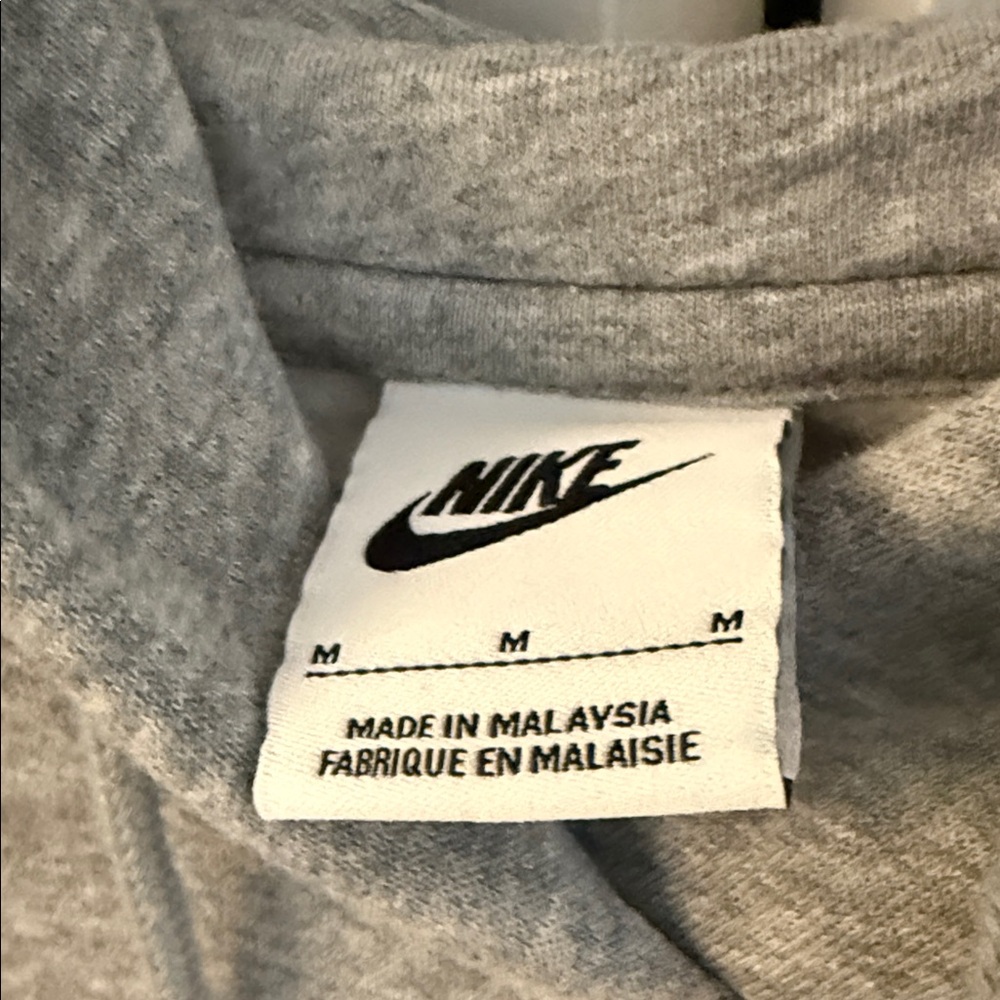 NIKE
M M M
MADE IN MALAYSIA
FABRIQUE EN MALAISIE